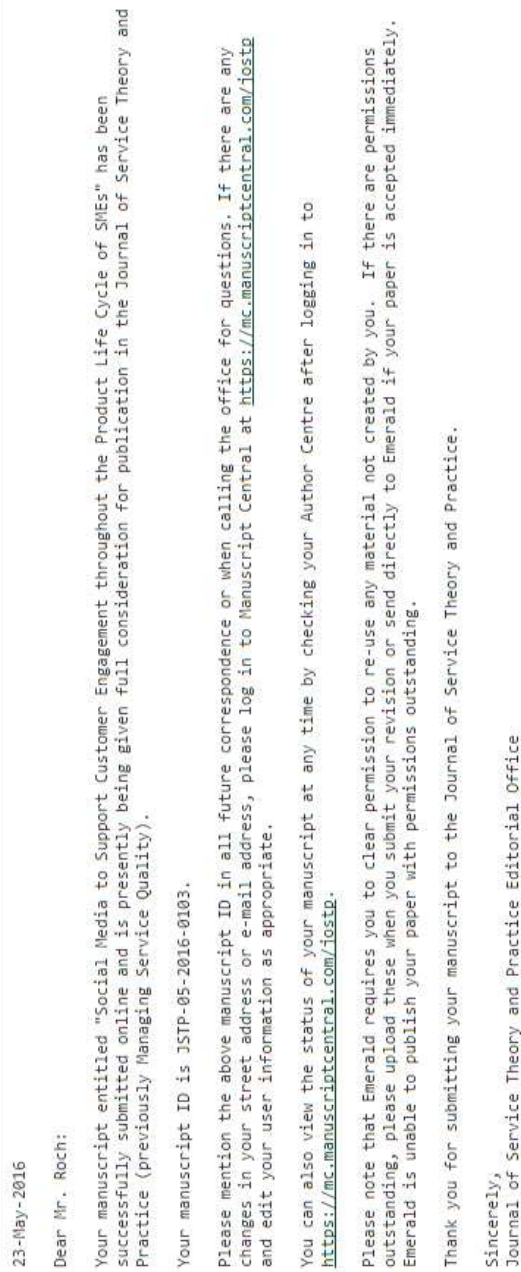 23-May-2016
Dear Mr. Roch:
Your manuscript entitled "Social Media to Support Customer Engagement throughout the Product Life Cycle of SMEs" has been
successfully submitted online and is presently being given full consideration for publication in the Journal of Service Theory and
Practice (previously Managing Service Quality).
Your manuscript ID is JSTP-05-2016-0103.
Please mention the above manuscript ID in all future correspondence or when calling the office for questions. If there are any
changes in your street address or e-mail address, please log in to Manuscript Central at https://mc.manuscriptcentral.com/jostp
and edit your user information as appropriate.
You can also view the status of your manuscript at any time by checking your Author Centre after logging in to
https://mc.manuscriptcentral.com/jostp.
Please note that Emerald requires you to clear permission to re-use any material not created by you.  If there are permissions
outstanding, please upload these when you submit your revision or send directly to Emerald if your paper is accepted immediately.
Emerald is unable to publish your paper with permissions outstanding.
Thank you for submitting your manuscript to the Journal of Service Theory and Practice.
Sincerely,
Journal of Service Theory and Practice Editorial Office